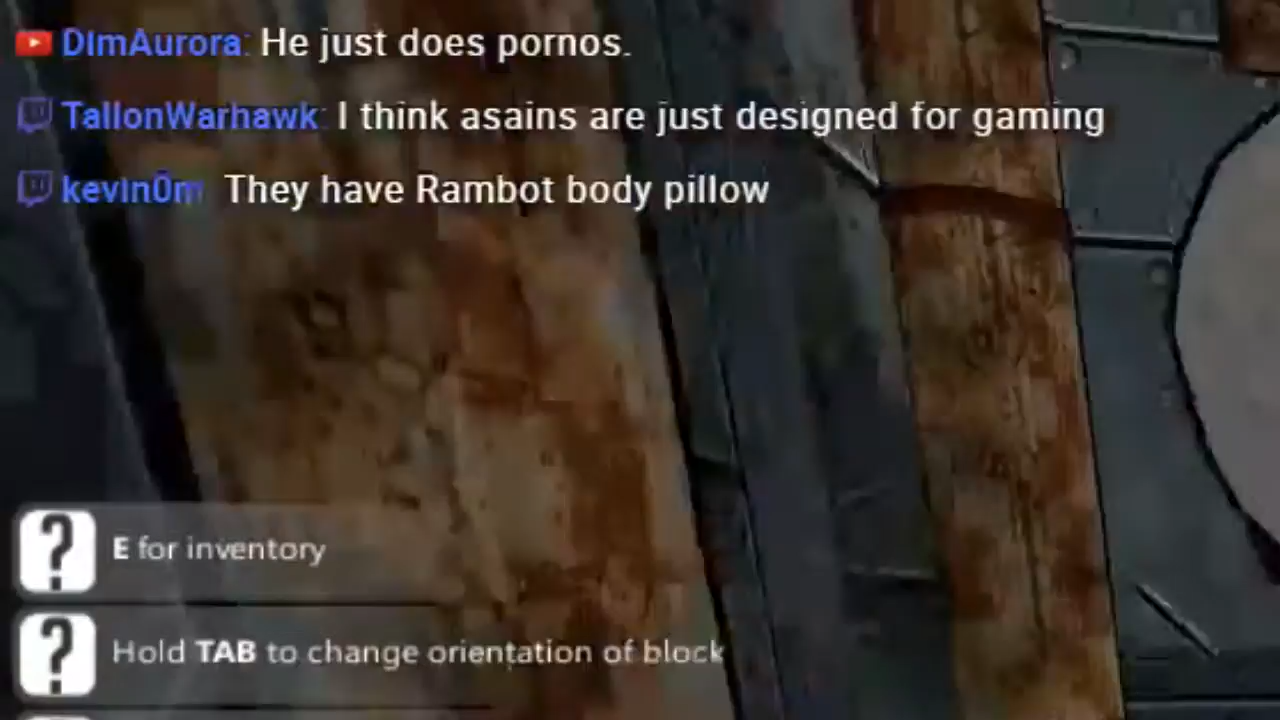 DimAurora: He just does pornos.
TallonWarhawk: I think asains are just designed for gaming
kevin0m They have Rambot body pillow
E for inventory
Hold TAB to change orientation of block